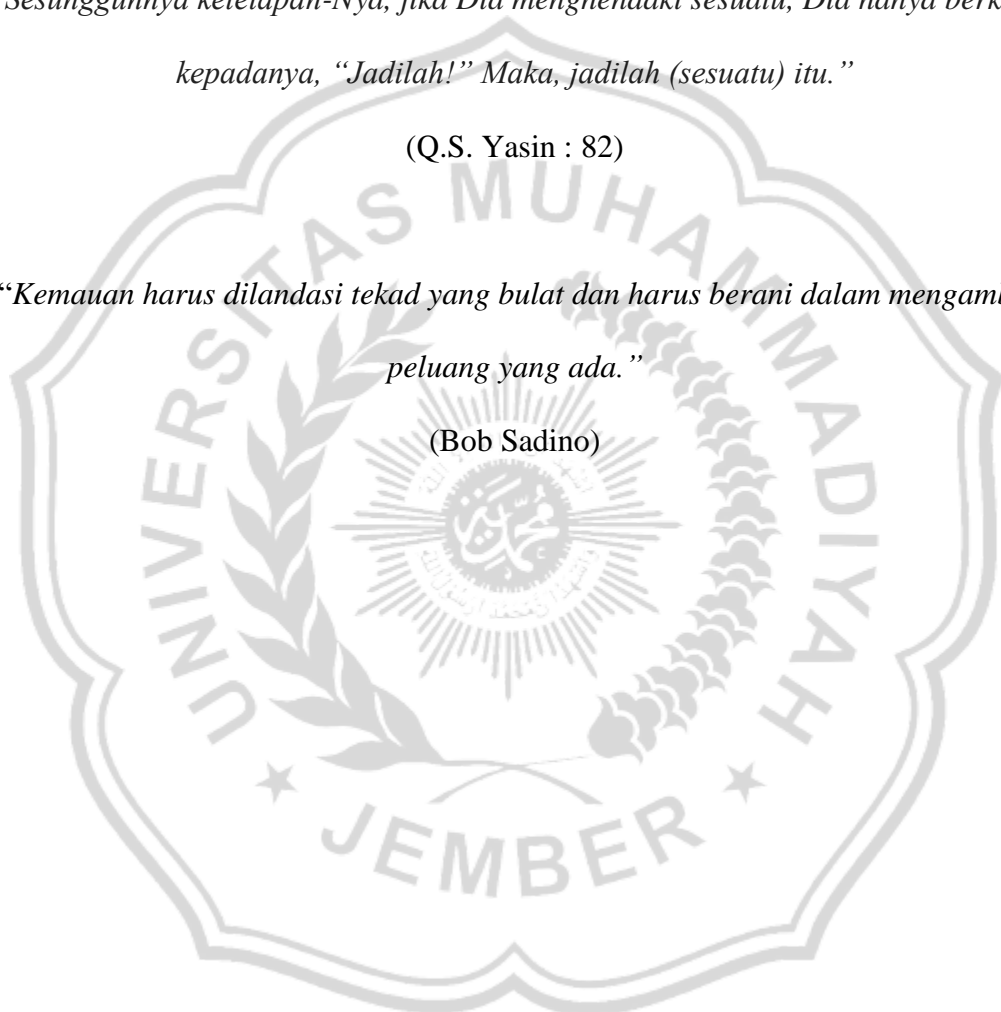 Sesungguhnya ketetapan-Nya, jika Dia menghendaki sesuatu, Dia hanya berk
kepadanya, “Jadilah!” Maka, jadilah (sesuatu) itu.”
(Q.S. Yasin : 82)
“Kemauan harus dilandasi tekad yang bulat dan harus berani dalam mengamb
peluang yang ada.”
(Bob Sadino)
UNIVERSITAS MUHAMMADIYAH
JEMBER